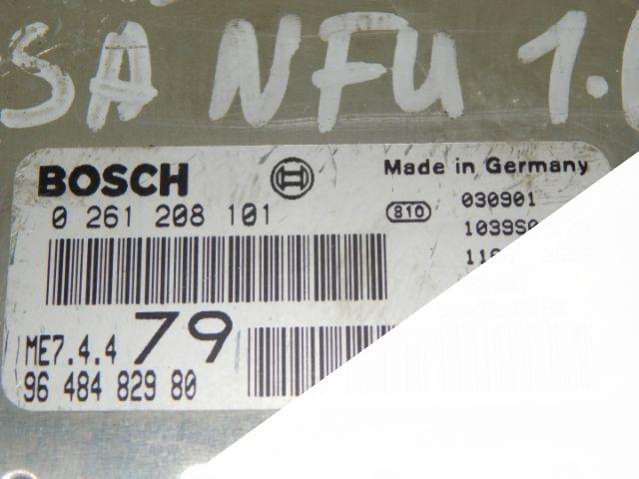 SA NFU 1.
BOSCH
Made in Germany
0 261 208 101
810
030901
ME7.4.4 79
96 484 829 80